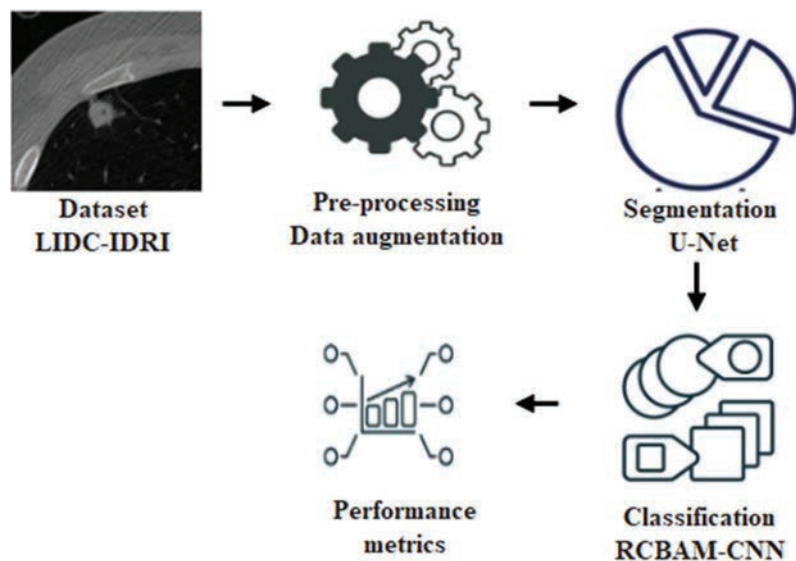 Dataset
LIDC-IDRI
Pre-processing
Data augmentation
Segmentation
U-Net
Classification
RCBAM-CNN
Performance
metrics